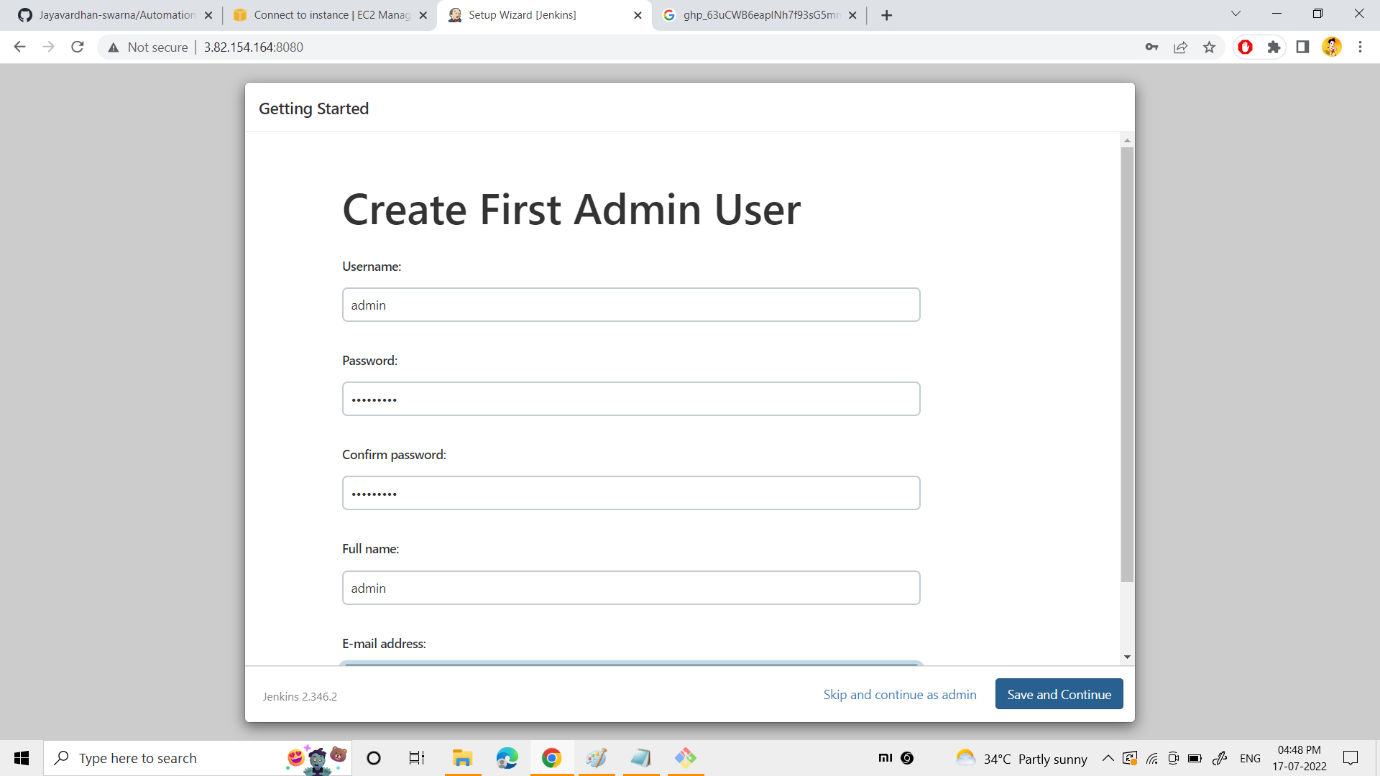 Jayavardhan-swarna/Automation
Connect to instance | EC2 Manag
Setup Wizard [Jenkins]
Not secure
3.82.154.164:8080
Getting Started
Create First Admin User
Username:
admin
Password:
•••••••••
Confirm password:
•••••••••
Full name:
admin
E-mail address:
Jenkins 2.346.2
Skip and continue as admin
Save and Continue
Type here to search
34°C Partly sunny
ENG
04:48 PM
17-07-2022